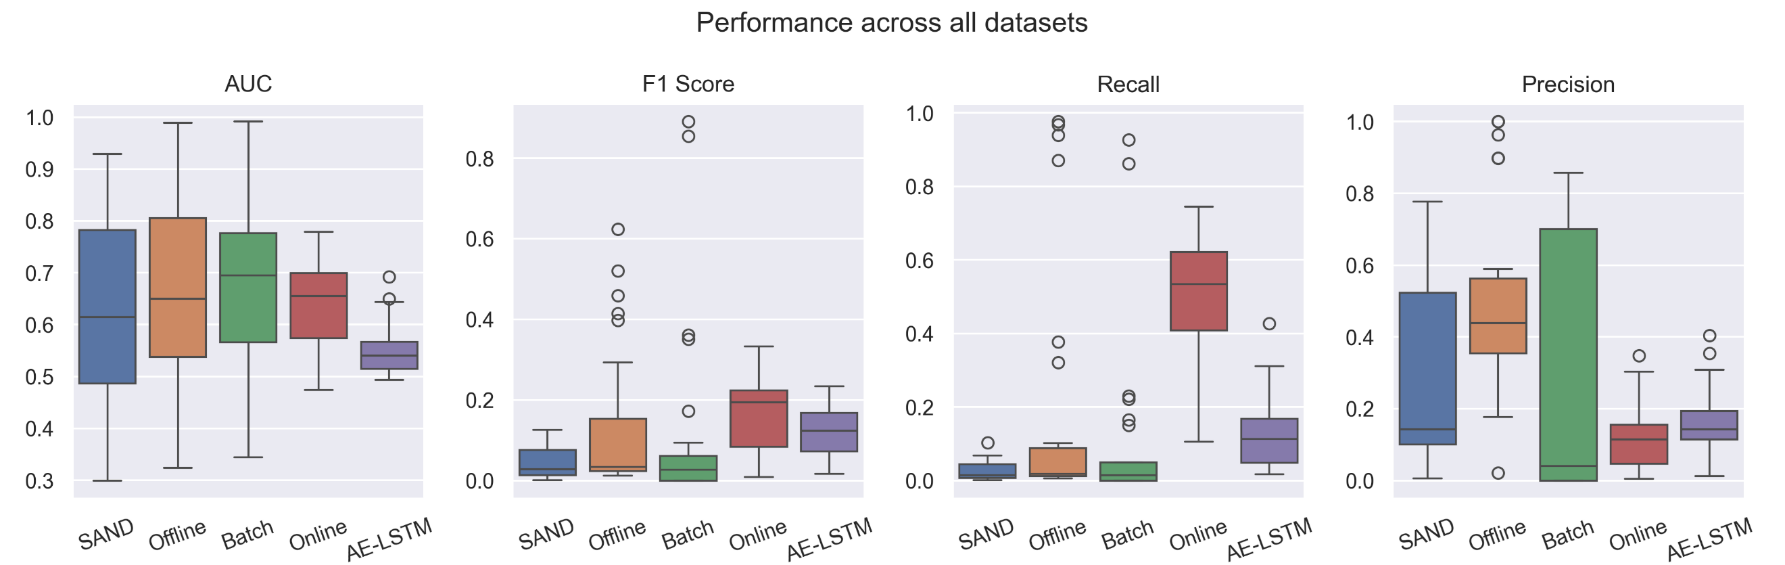 Performance across all datasets
AUC
1.0
0.9
0.8
0.7
0.6
0.5
0.4
0.3
SAND
Offline
Batch
Online
AE-LSTM
F1 Score
0.8
0.6
0.4
0.2
0.0
SAND
Offline
Batch
Online
AE-LSTM
Recall
1.0
0.8
0.6
0.4
0.2
0.0
SAND
Offline
Batch
Online
AE-LSTM
Precision
1.0
0.8
0.6
0.4
0.2
0.0
SAND
Offline
Batch
Online
AE-LSTM